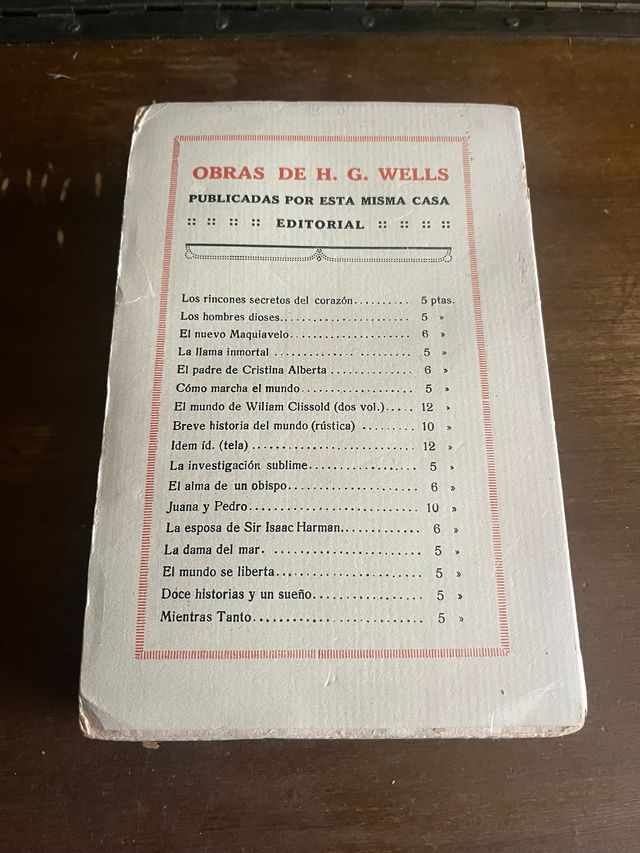 OBRAS DE H. G. WELLS
PUBLICADAS POR ESTA MISMA CASA
:: :: :: :: EDITORIAL :: :: :: ::
Los rincones secretos del corazón.......... 5 ptas.
Los hombres dioses........................ 5 »
El nuevo Maquiavelo....................... 6 »
La llama inmortal ........................ 5 »
El padre de Cristina Alberta ............. 6 »
Cómo marcha el mundo...................... 5 »
El mundo de Wiliam Clissold (dos vol.)..... 12 »
Breve historia del mundo (rústica) ......... 10 »
Idem íd. (tela) ........................... 12 »
La investigación sublime................... 5 »
El alma de un obispo....................... 6 »
Juana y Pedro.............................. 10 »
La esposa de Sir Isaac Harman.............. 6 »
La dama del mar. .......................... 5 »
El mundo se liberta........................ 5 »
Doce historias y un sueño.................. 5 »
Mientras Tanto............................. 5 »